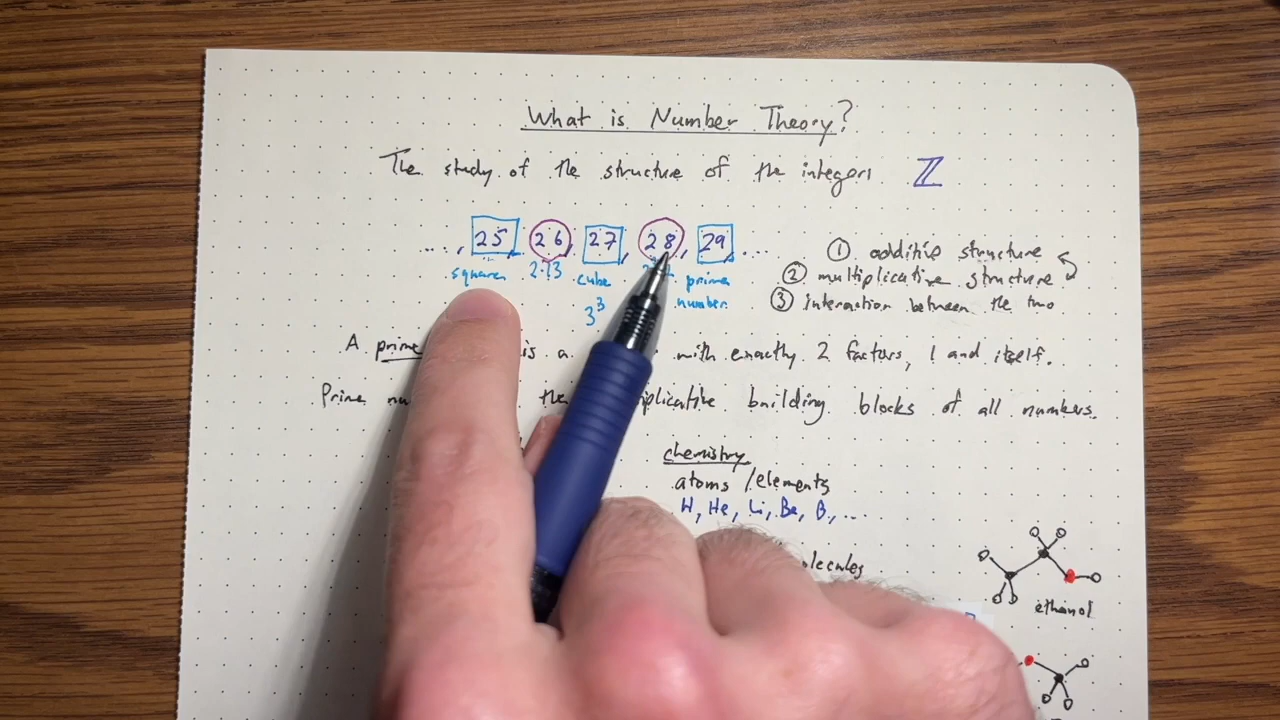 What is Number Theory?
The study of the structure of the integers ℤ
..., 25, 26, 27, 28, 29, ...
square 2·13 cube prime
3³ number
① additive structure
② multiplicative structure
③ interaction between the two
A prime is a with exactly 2 factors, 1 and itself.
Prime the building blocks of all numbers.
chemistry
atoms/elements
H, He, Li, Be, B, ...
ethanol